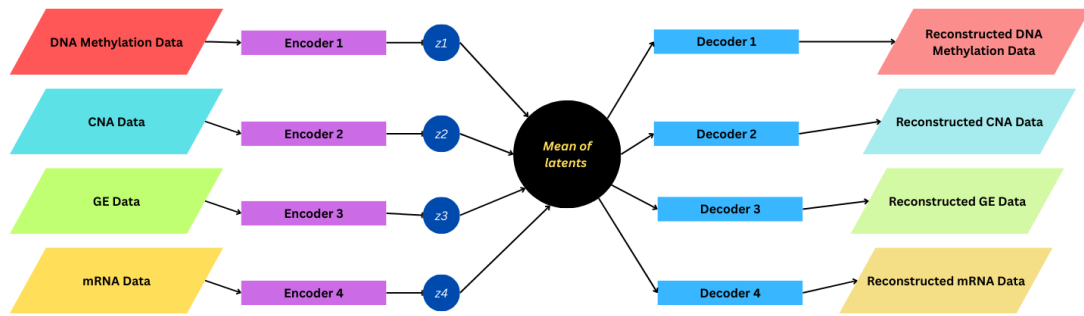 DNA Methylation Data
Encoder 1
z1
Decoder 1
Reconstructed DNA
Methylation Data
CNA Data
Encoder 2
z2
Decoder 2
Reconstructed CNA Data
Mean of
latents
GE Data
Encoder 3
z3
Decoder 3
Reconstructed GE Data
mRNA Data
Encoder 4
z4
Decoder 4
Reconstructed mRNA Data